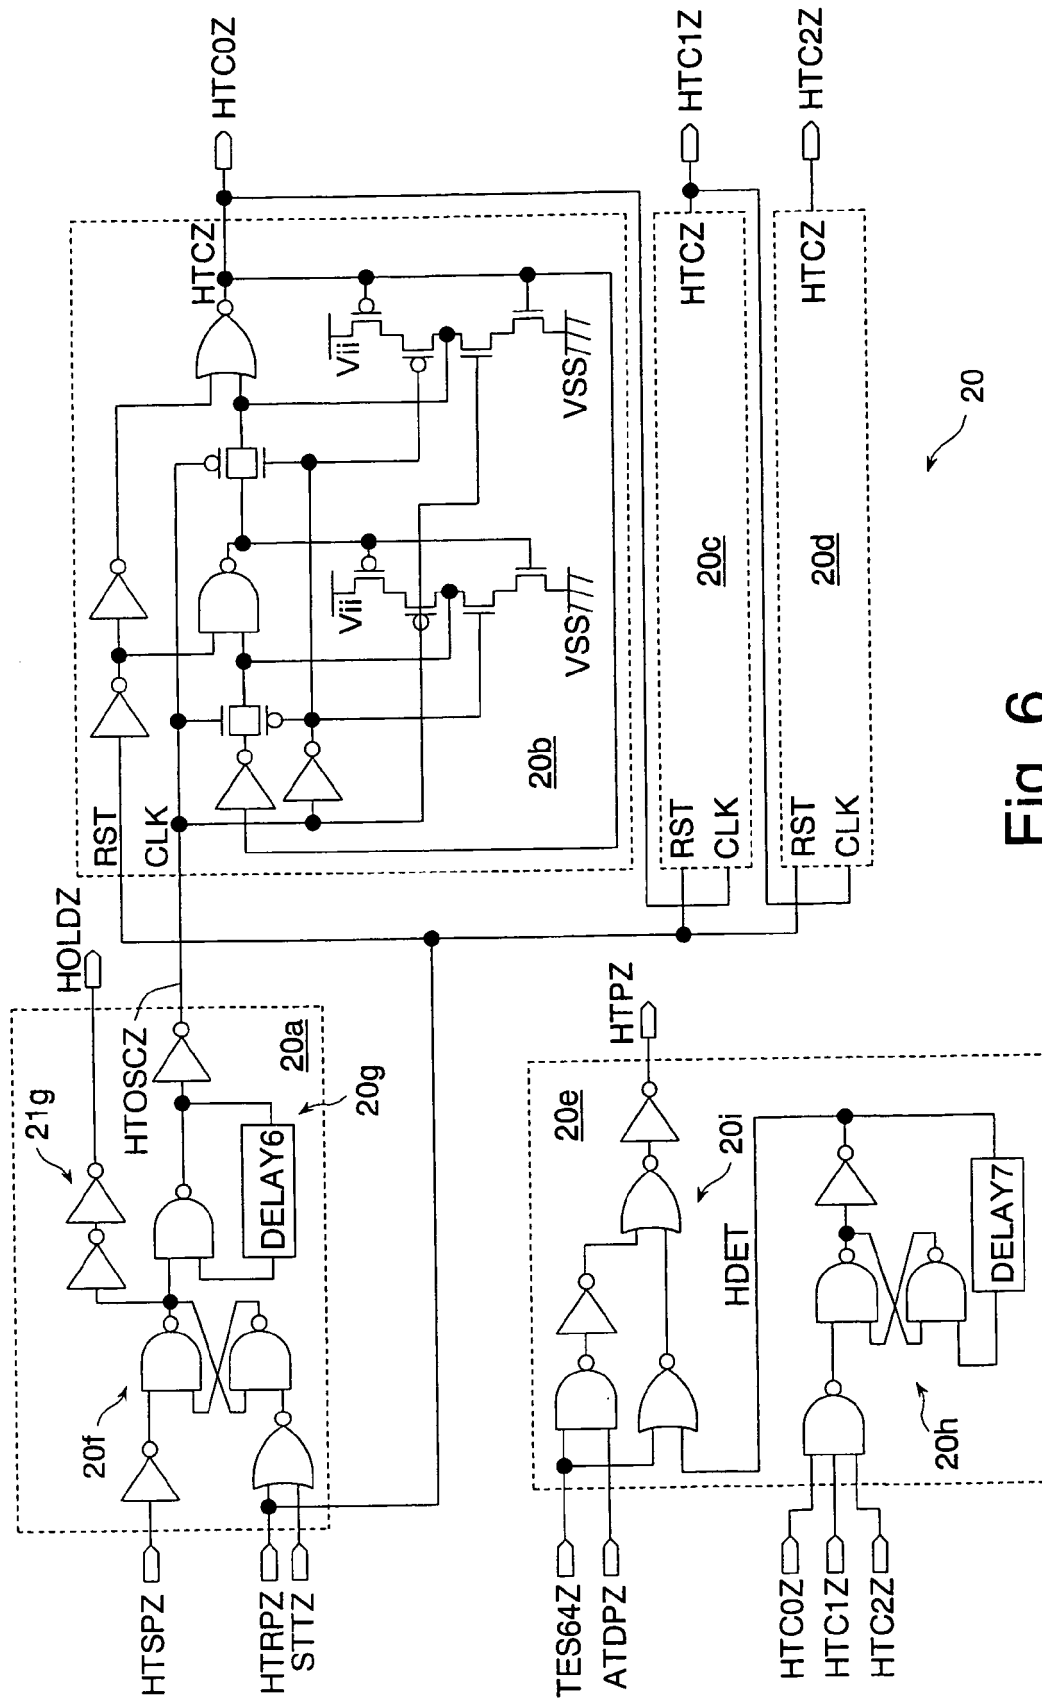 HTSPZ
HTRPZ
STTZ
20f
21g
HOLDZ
HTOSCZ
DELAY6
20a
20g
RST
CLK
20b
Vii
VSS
Vii
VSS
HTCZ
HTC0Z
RST
CLK
20c
HTCZ
HTC1Z
RST
CLK
20d
HTCZ
HTC2Z
20
TES64Z
ATDPZ
20e
20i
HTPZ
HDET
HTC0Z
HTC1Z
HTC2Z
20h
DELAY7
Fig. 6